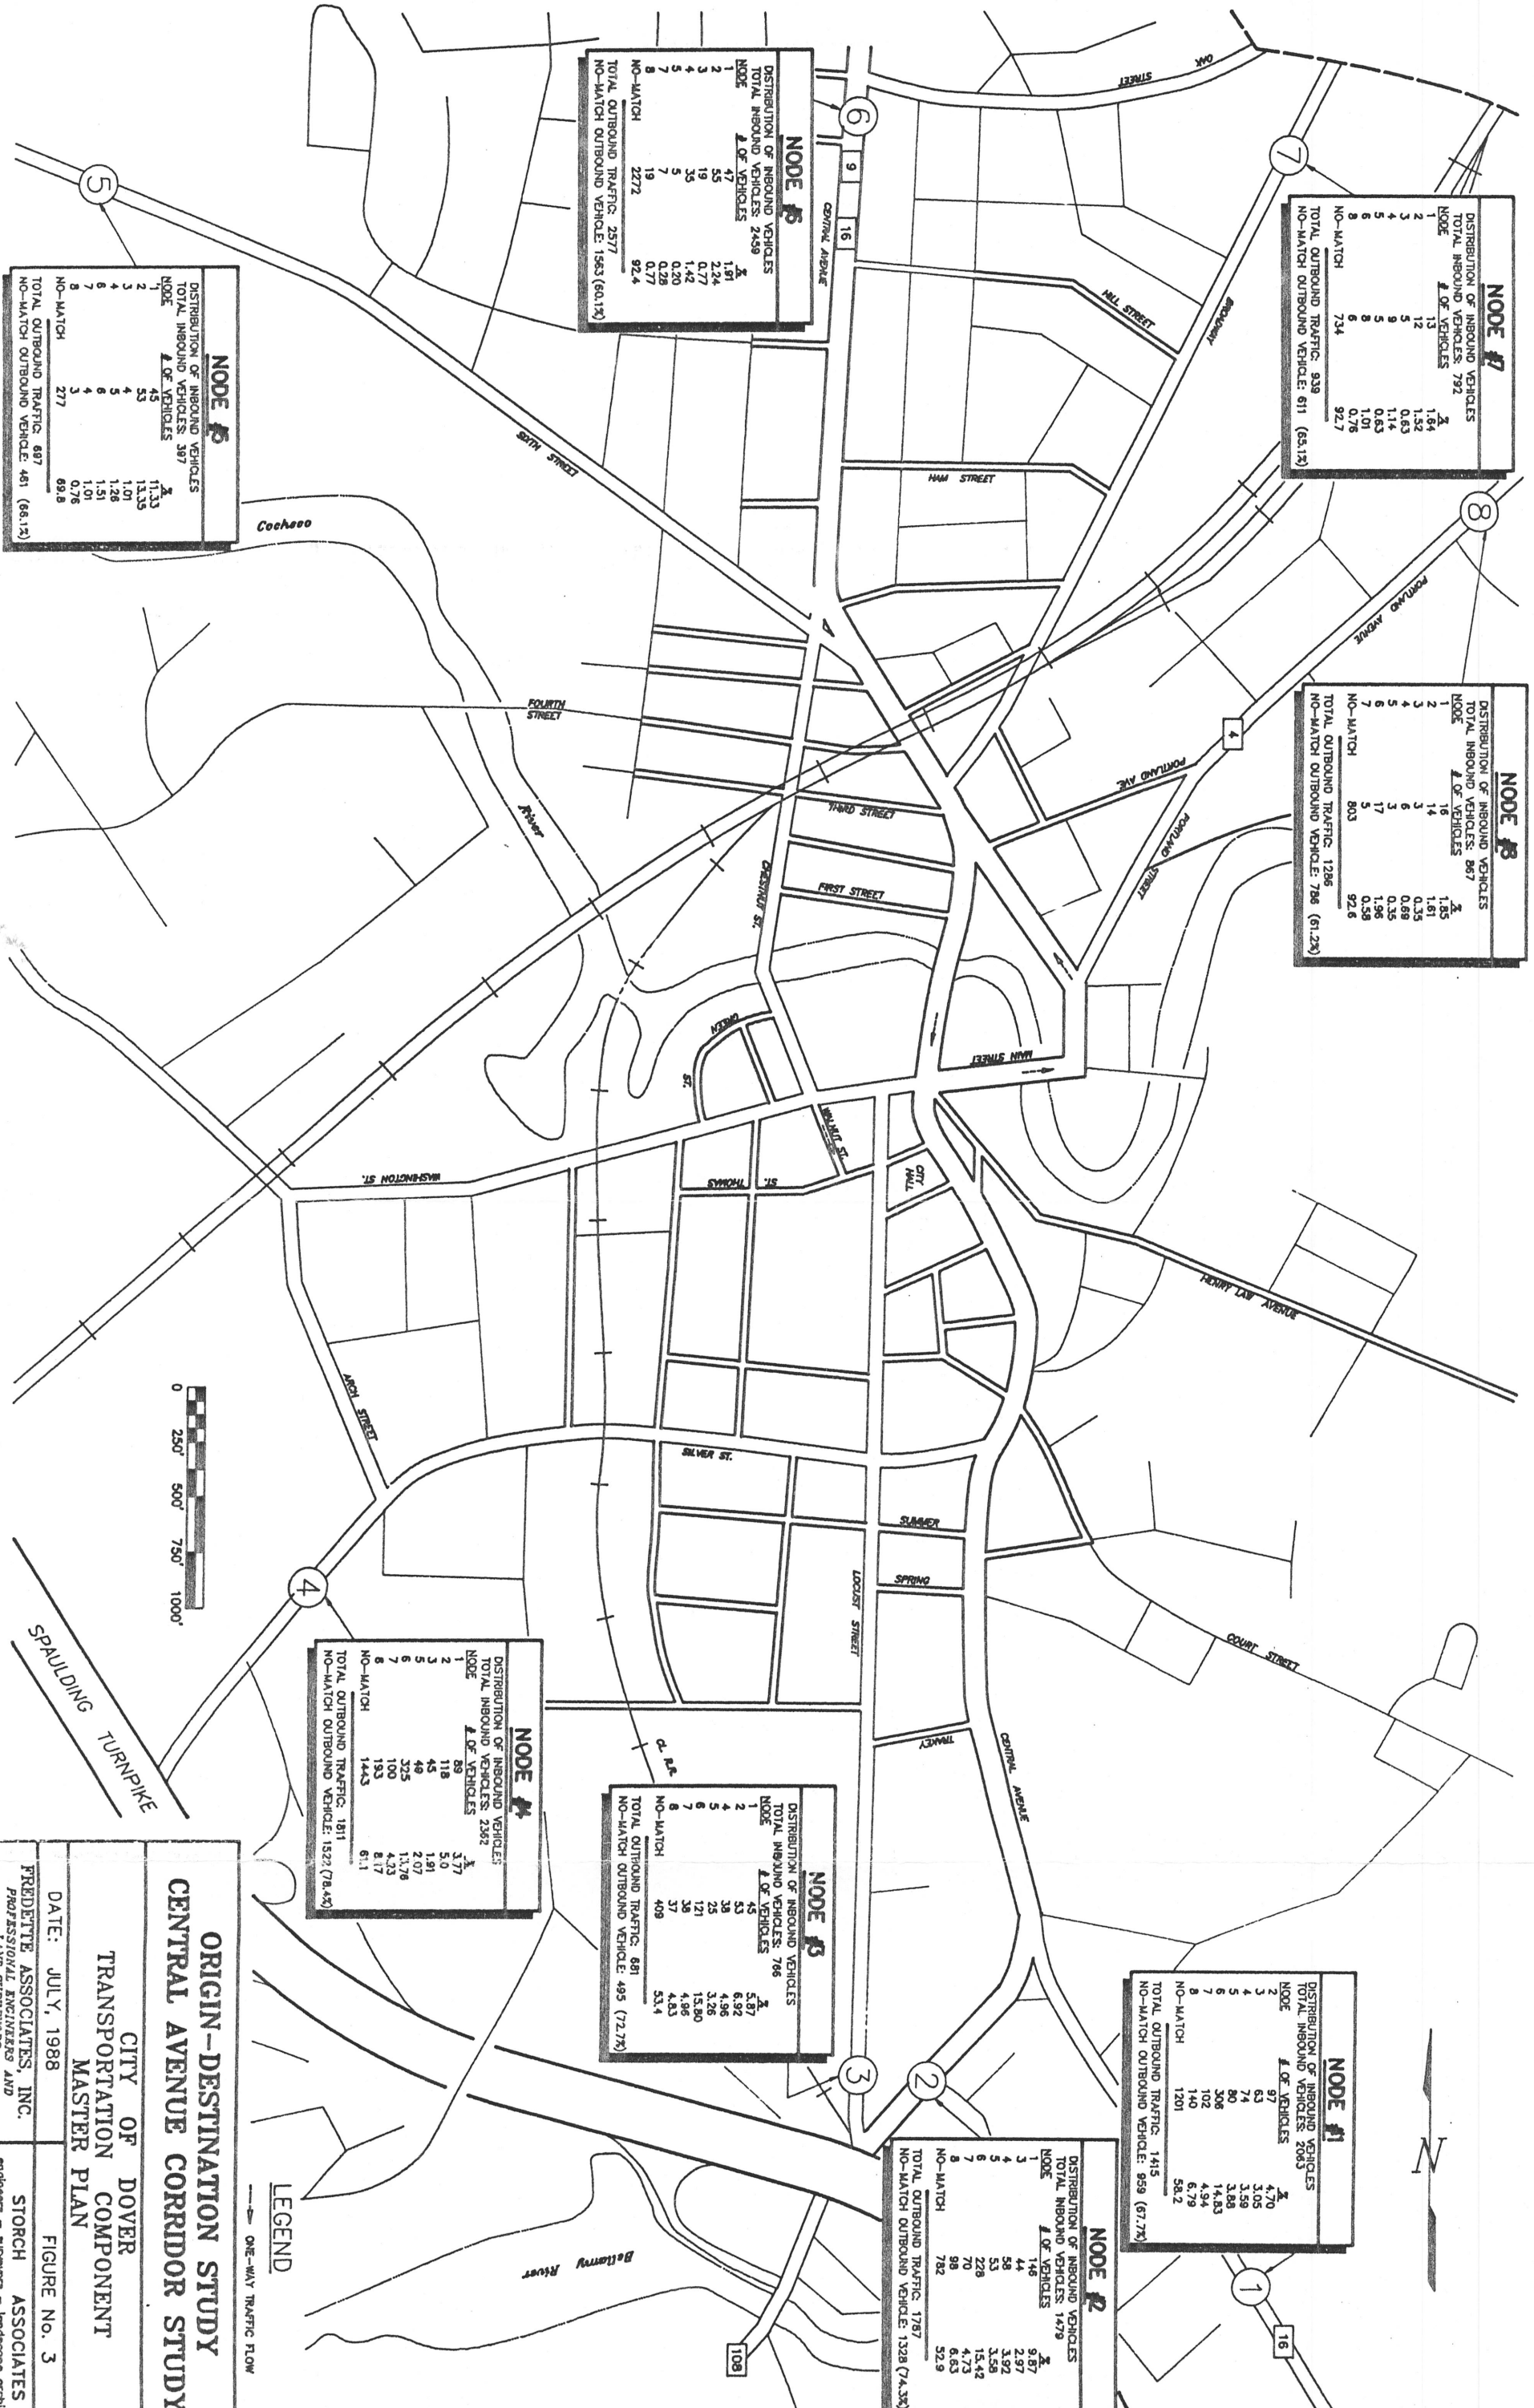 NODE #7
DISTRIBUTION OF INBOUND VEHICLES
TOTAL INBOUND VEHICLES: 792
NODE # OF VEHICLES %
1 13 1.64
2 12 1.52
3 5 0.63
4 9 1.14
5 5 0.63
6 8 1.01
8 6 0.76
NO-MATCH 734 92.7
TOTAL OUTBOUND TRAFFIC: 939
NO-MATCH OUTBOUND VEHICLE: 611 (65.1%)
NODE #8
DISTRIBUTION OF INBOUND VEHICLES
TOTAL INBOUND VEHICLES: 867
NODE # OF VEHICLES %
1 16 1.85
2 14 1.61
3 3 0.35
4 6 0.69
5 3 0.35
6 17 1.96
7 5 0.58
NO-MATCH 803 92.6
TOTAL OUTBOUND TRAFFIC: 1286
NO-MATCH OUTBOUND VEHICLE: 786 (61.2%)
NODE #1
DISTRIBUTION OF INBOUND VEHICLES
TOTAL INBOUND VEHICLES: 2063
NODE # OF VEHICLES %
2 97 4.70
3 63 3.05
4 74 3.59
5 80 3.88
6 306 14.83
7 102 4.94
8 140 6.79
NO-MATCH 1201 58.2
TOTAL OUTBOUND TRAFFIC: 1415
NO-MATCH OUTBOUND VEHICLE: 959 (67.7%)
NODE #6
DISTRIBUTION OF INBOUND VEHICLES
TOTAL INBOUND VEHICLES: 2459
NODE # OF VEHICLES %
1 47 1.91
2 55 2.24
3 19 0.77
4 35 1.42
5 5 0.20
7 7 0.28
8 19 0.77
NO-MATCH 2272 92.4
TOTAL OUTBOUND TRAFFIC: 2577
NO-MATCH OUTBOUND VEHICLE: 1563 (60.1%)
NODE #2
DISTRIBUTION OF INBOUND VEHICLES
TOTAL INBOUND VEHICLES: 1479
NODE # OF VEHICLES %
1 146 9.87
3 44 2.97
4 58 3.92
5 53 3.58
6 228 15.42
7 70 4.73
8 98 6.63
NO-MATCH 782 52.9
TOTAL OUTBOUND TRAFFIC: 1787
NO-MATCH OUTBOUND VEHICLE: 1328 (74.3%)
NODE #3
DISTRIBUTION OF INBOUND VEHICLES
TOTAL INBOUND VEHICLES: 766
NODE # OF VEHICLES %
1 45 5.87
2 53 6.92
4 38 4.96
5 25 3.26
6 121 15.80
7 38 4.96
8 37 4.83
NO-MATCH 409 53.4
TOTAL OUTBOUND TRAFFIC: 681
NO-MATCH OUTBOUND VEHICLE: 495 (72.7%)
NODE #4
DISTRIBUTION OF INBOUND VEHICLES
TOTAL INBOUND VEHICLES: 2362
NODE # OF VEHICLES %
1 89 3.77
2 118 5.0
3 45 1.91
5 49 2.07
6 325 13.76
7 100 4.23
8 193 8.17
NO-MATCH 1443 61.1
TOTAL OUTBOUND TRAFFIC: 1811
NO-MATCH OUTBOUND VEHICLE: 1522 (78.4%)
NODE #5
DISTRIBUTION OF INBOUND VEHICLES
TOTAL INBOUND VEHICLES: 397
NODE # OF VEHICLES %
1 45 11.33
2 53 13.35
3 4 1.01
4 5 1.26
6 6 1.51
7 4 1.01
8 3 0.76
NO-MATCH 277 69.8
TOTAL OUTBOUND TRAFFIC: 697
NO-MATCH OUTBOUND VEHICLE: 461 (66.1%)
7
8
6
5
4
3
2
1
9
16
4
16
108
N
OAK
STREET
BROADWAY
HILL STREET
HAM STREET
CENTRAL AVENUE
SIXTH STREET
PORTLAND AVENUE
PORTLAND AVE.
PORTLAND
STREET
FOURTH
STREET
THIRD STREET
FIRST STREET
CHESTNUT ST.
Cocheco
River
MAIN STREET
GREEN
ST.
WALNUT ST.
CITY
HALL
WASHINGTON ST.
ST. THOMAS
HENRY LAW AVENUE
ARCH STREET
SILVER ST.
SUMMER
SPRING
LOCUST STREET
COURT STREET
TRAKEY
CENTRAL AVENUE
CL R.R.
Bellamy River
SPAULDING TURNPIKE
0 250' 500' 750' 1000'
LEGEND
ONE-WAY TRAFFIC FLOW
ORIGIN-DESTINATION STUDY
CENTRAL AVENUE CORRIDOR STUDY
CITY OF DOVER
TRANSPORTATION COMPONENT
MASTER PLAN
DATE: JULY, 1988
FIGURE No. 3
FREDETTE ASSOCIATES, INC.
PROFESSIONAL ENGINEERS AND
STORCH ASSOCIATES